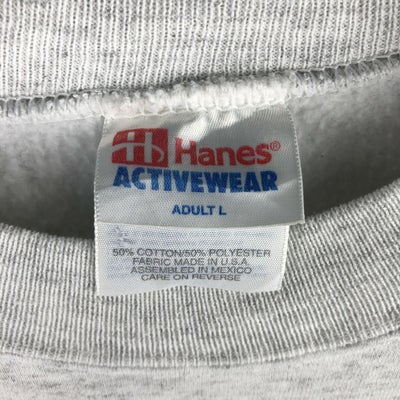 Hanes®
ACTIVEWEAR
ADULT L
50% COTTON/50% POLYESTER
FABRIC MADE IN U.S.A.
ASSEMBLED IN MEXICO
CARE ON REVERSE